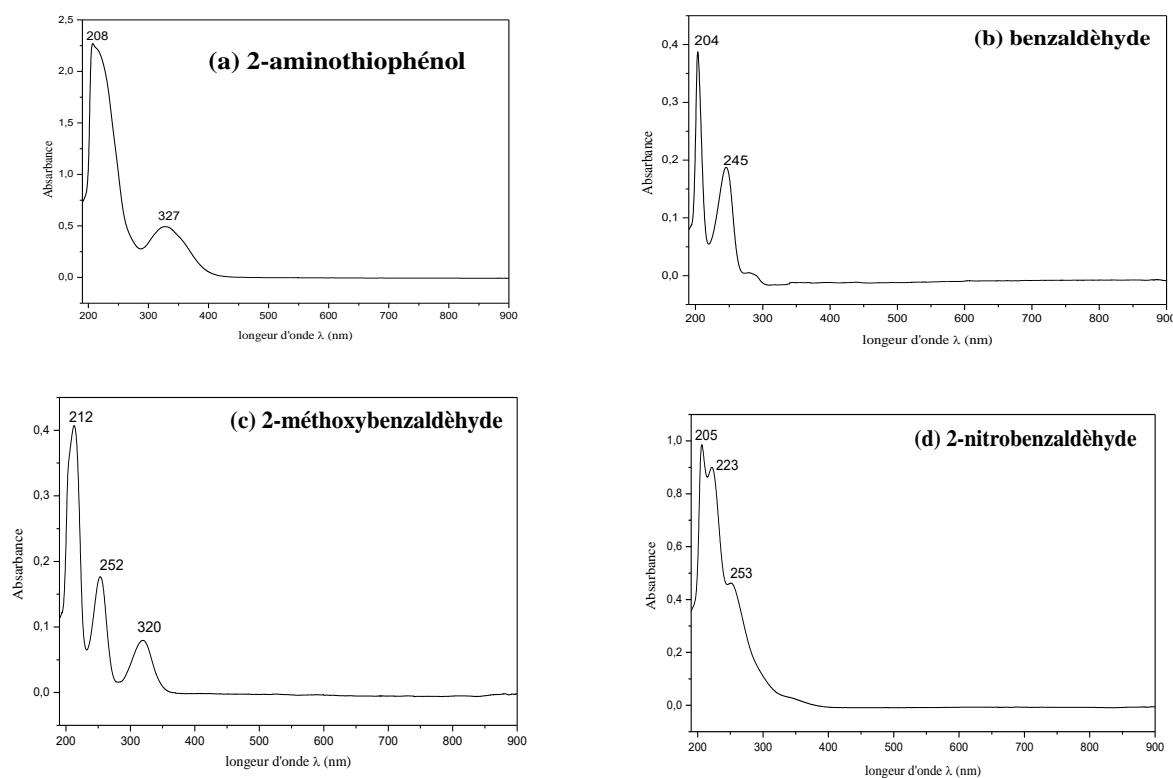 (a) 2-aminothiophénol
208
327
2,5
2,0
1,5
1,0
0,5
0,0
Absarbance
200 300 400 500 600 700 800 900
longeur d'onde λ (nm)
(b) benzaldèhyde
204
245
0,4
0,3
0,2
0,1
0,0
Absarbance
200 300 400 500 600 700 800 900
longeur d'onde λ (nm)
(c) 2-méthoxybenzaldèhyde
212
252
320
0,4
0,3
0,2
0,1
0,0
Absarbance
200 300 400 500 600 700 800 900
longeur d'onde λ (nm)
(d) 2-nitrobenzaldèhyde
205
223
253
1,0
0,8
0,6
0,4
0,2
0,0
Absarbance
200 300 400 500 600 700 800 900
longeur d'onde λ (nm)